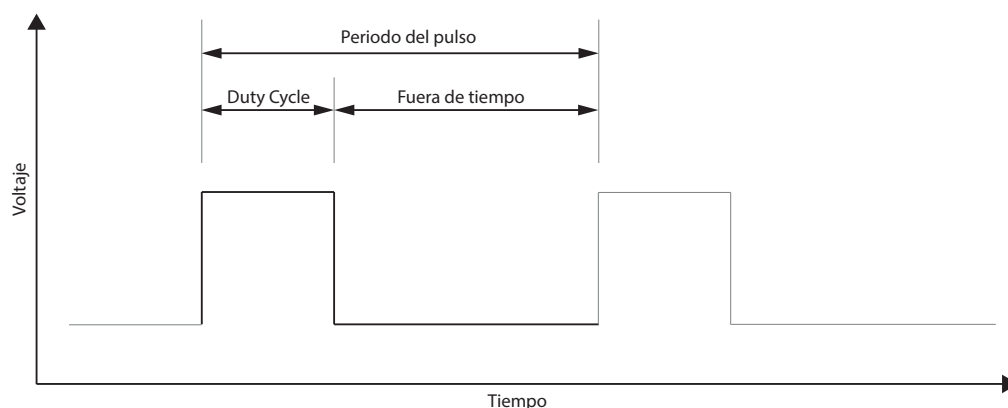 Periodo del pulso
Duty Cycle
Fuera de tiempo
Voltaje
Tiempo